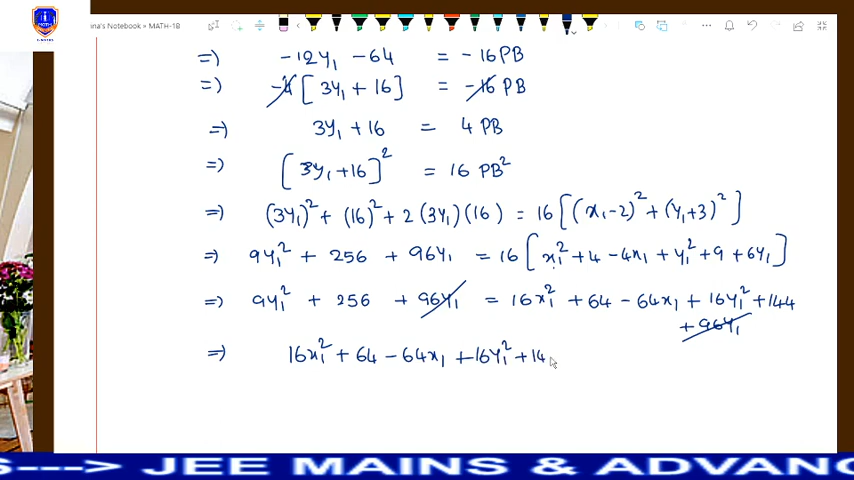 MATH
na's Notebook » MATH-1B
=) -12y₁ - 64 = -16PB
=) -4[3y₁ + 16] = -16 PB
=) 3y₁ + 16 = 4 PB
=) [3y₁ + 16]² = 16 PB²
=) (3y₁)² + (16)² + 2(3y₁)(16) = 16[(x₁-2)² + (y₁+3)²]
=) 9y₁² + 256 + 96y₁ = 16[x₁² + 4 - 4x₁ + y₁² + 9 + 6y₁]
=) 9y₁² + 256 + 96y₁ = 16x₁² + 64 - 64x₁ + 16y₁² + 144
+ 96y₁
=) 16x₁² + 64 - 64x₁ + 16y₁² + 14
S---> JEE MAINS & ADVANC